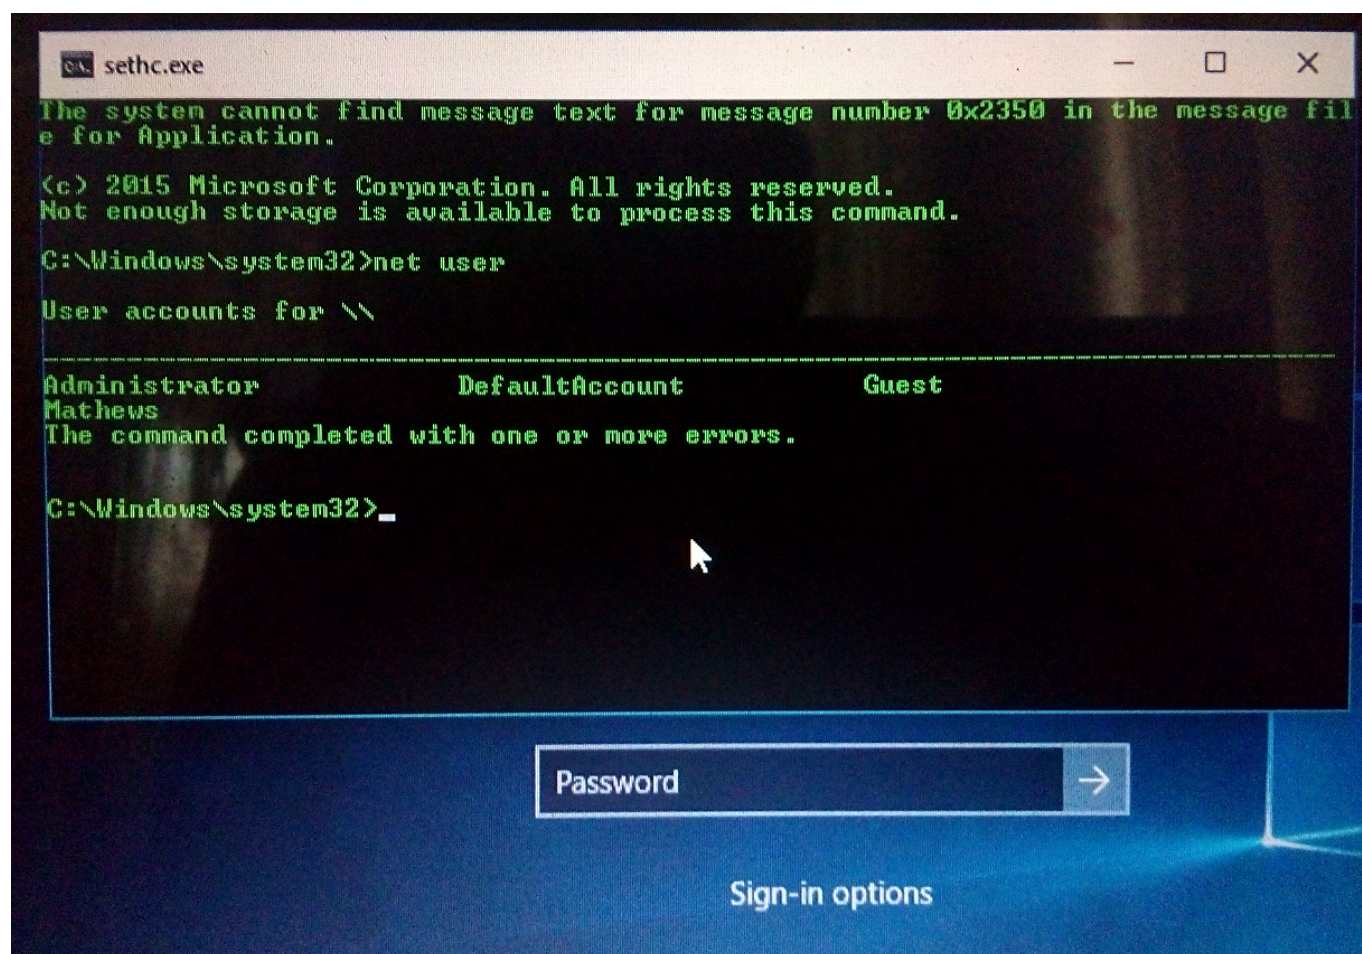 sethc.exe
The system cannot find message text for message number 0x2350 in the message fil
e for Application.
(c) 2015 Microsoft Corporation. All rights reserved.
Not enough storage is available to process this command.
C:\Windows\system32>net user
User accounts for \\
-------------------------------------------------------------------------------
Administrator DefaultAccount Guest
Mathews
The command completed with one or more errors.
C:\Windows\system32>_
Password
Sign-in options